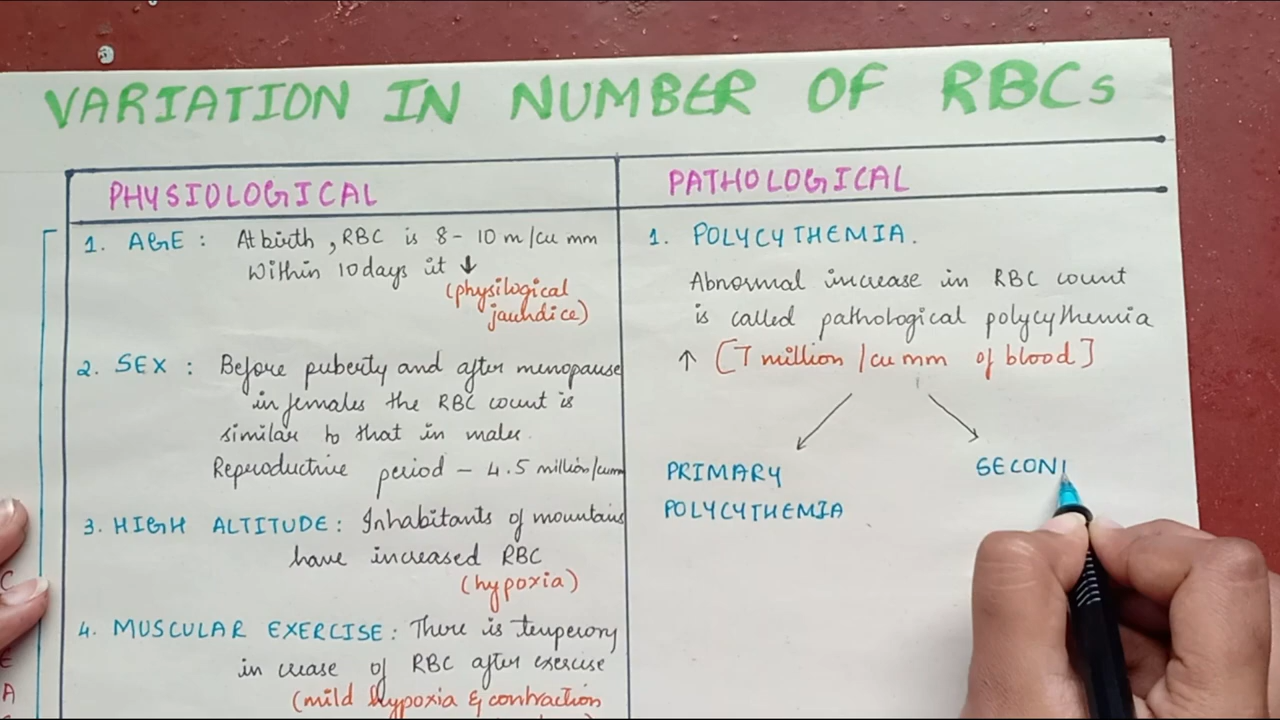 VARIATION IN NUMBER OF RBCs
PHYSIOLOGICAL
1. AGE : At birth, RBC is 8 - 10 m/cu mm
Within 10 days it ↓
(physilogical
jaundice)
2. SEX : Before puberty and after menopause
in females the RBC count is
similar to that in males.
Reproductive period - 4.5 million/cumm
3. HIGH ALTITUDE : Inhabitants of mountains
have increased RBC
(hypoxia)
4. MUSCULAR EXERCISE : There is temperory
in crease of RBC after exercise
(mild hypoxia & contraction
PATHOLOGICAL
1. POLYCYTHEMIA.
Abnormal increase in RBC count
is called pathological polycythemia
↑ [7 million /cu mm of blood]
PRIMARY
POLYCYTHEMIA
SECON
C
E
A